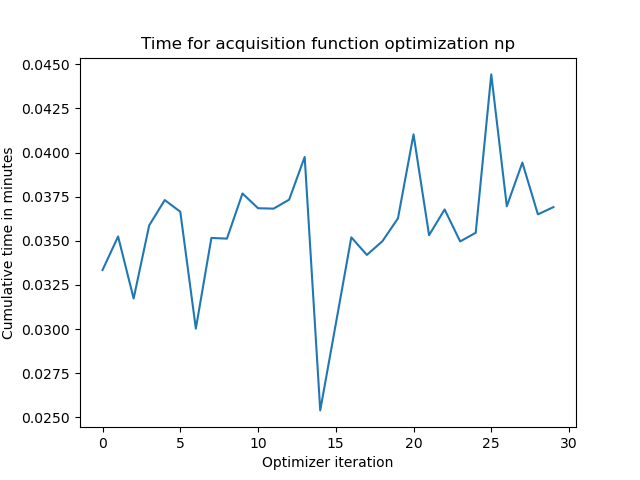 Time for acquisition function optimization np
Cumulative time in minutes
0.0450
0.0425
0.0400
0.0375
0.0350
0.0325
0.0300
0.0275
0.0250
0 5 10 15 20 25 30
Optimizer iteration